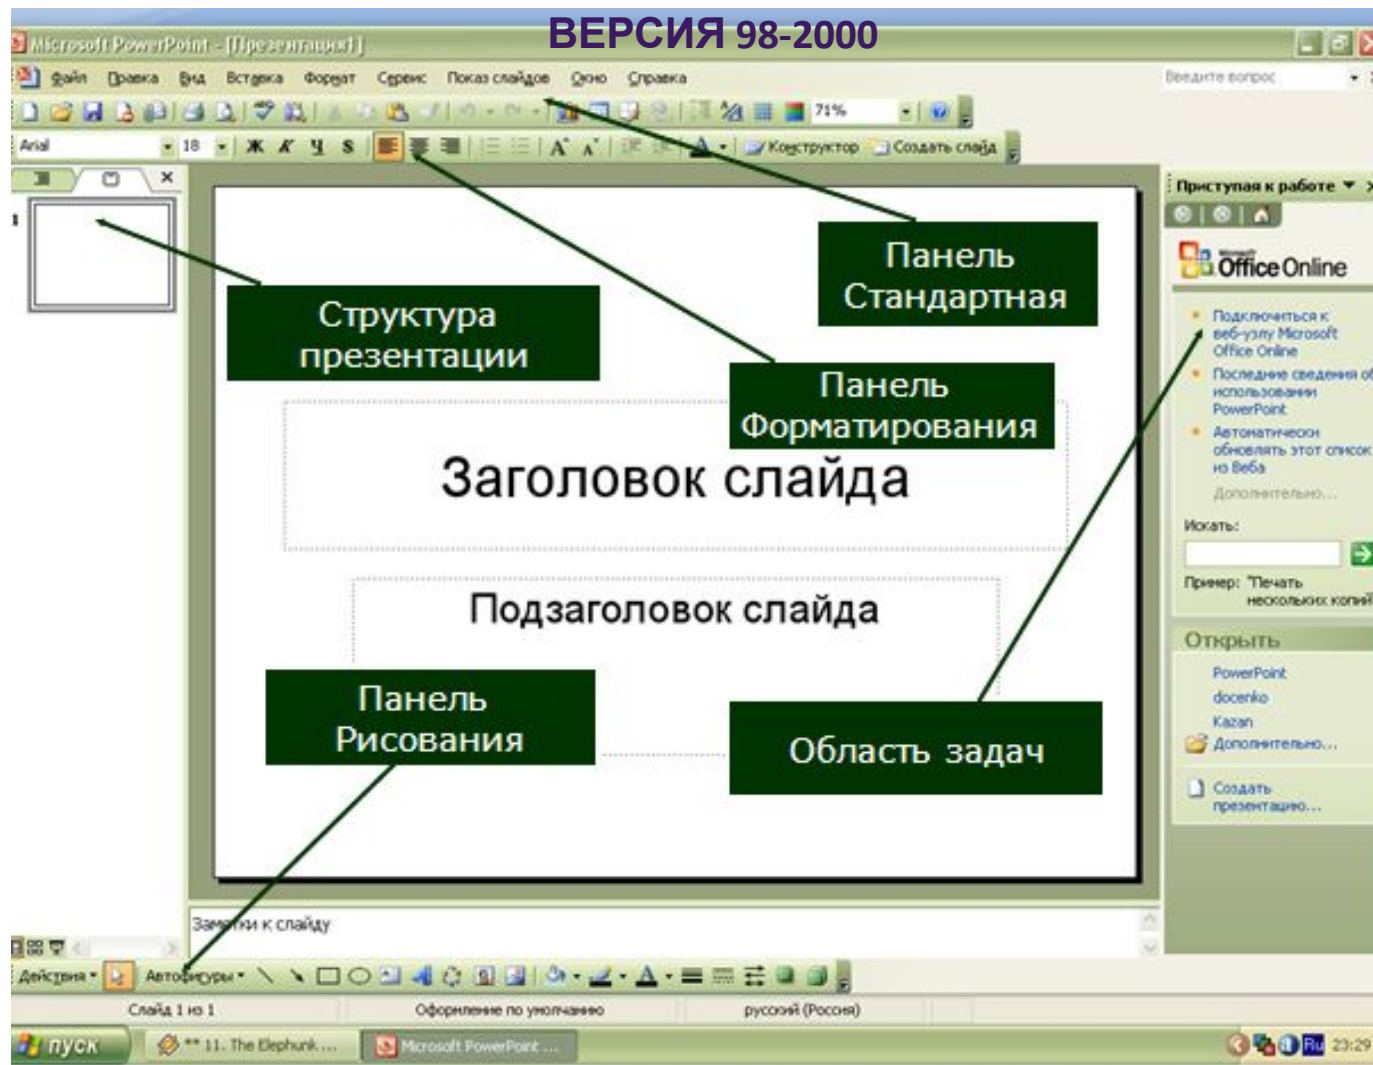 ВЕРСИЯ 98-2000
Microsoft PowerPoint - [Презентация1]
Файл Правка Вид Вставка Формат Сервис Показ слайдов Окно Справка
Введите вопрос
71%
Arial 18 Ж К Ч S
Конструктор Создать слайд
Приступая к работе
1
Панель
Стандартная
Microsoft
Office Online
Структура
презентации
Подключиться к
веб-узлу Microsoft
Office Online
Последние сведения об
использовании
PowerPoint
Автоматически
обновлять этот список
из Веба
Дополнительно...
Панель
Форматирования
Заголовок слайда
Искать:
Пример: "Печать
нескольких копий
Подзаголовок слайда
Открыть
PowerPoint
docenko
Kazan
Дополнительно...
Создать
презентацию...
Панель
Рисования
Область задач
Заметки к слайду
Действия Автофигуры
Слайд 1 из 1 Оформление по умолчанию русский (Россия)
пуск ** 11. The Elephunk ... Microsoft PowerPoint ... Ru 23:29